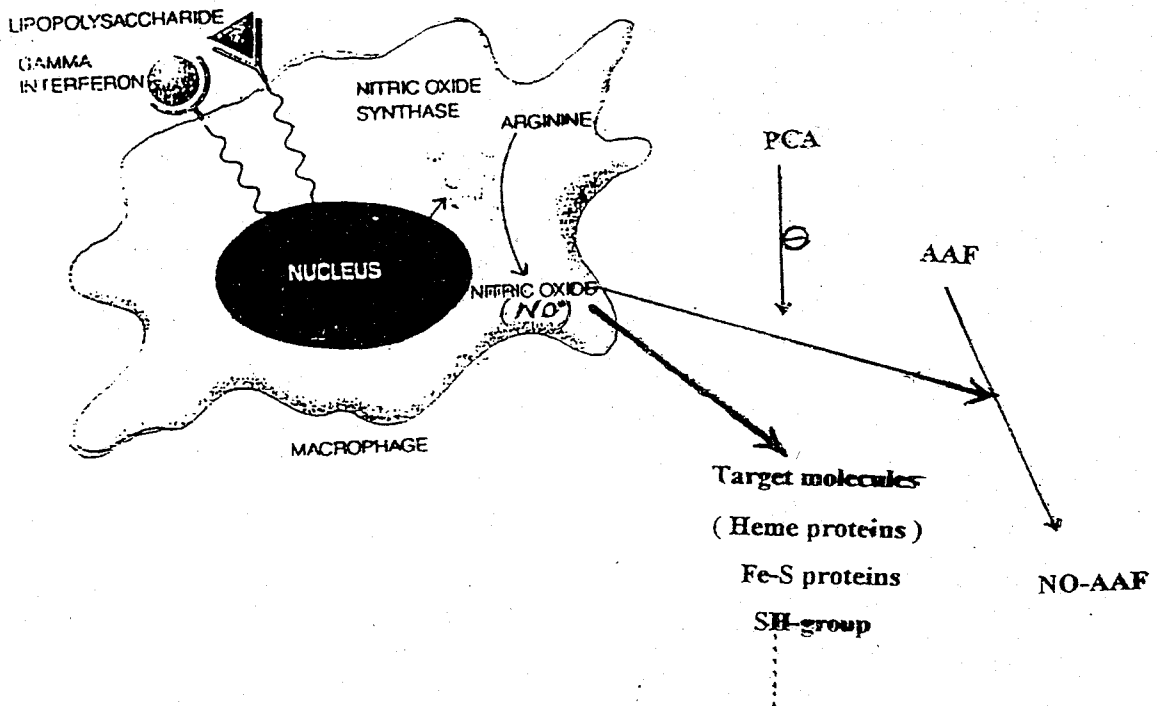 LIPOPOLYSACCHARIDE
GAMMA
INTERFERON
NITRIC OXIDE
SYNTHASE
ARGININE
PCA
AAF
NUCLEUS
NITRIC OXIDE
(NO•)
MACROPHAGE
Target molecules
( Heme proteins )
Fe-S proteins
SH-group
NO-AAF